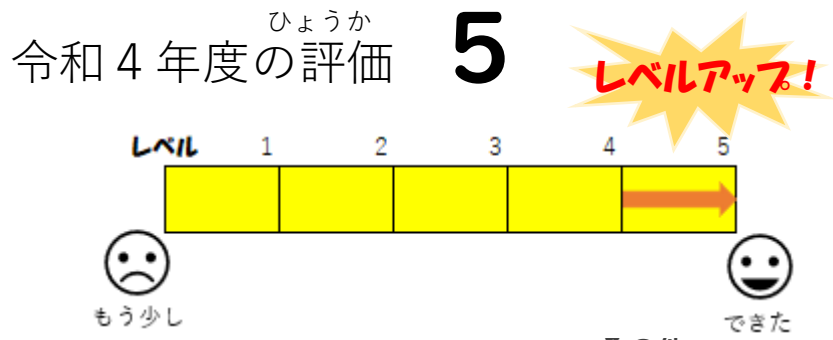 ひょうか
令和４年度の評価 5
レベルアップ！
レベル 1 2 3 4 5
もう少し
できた